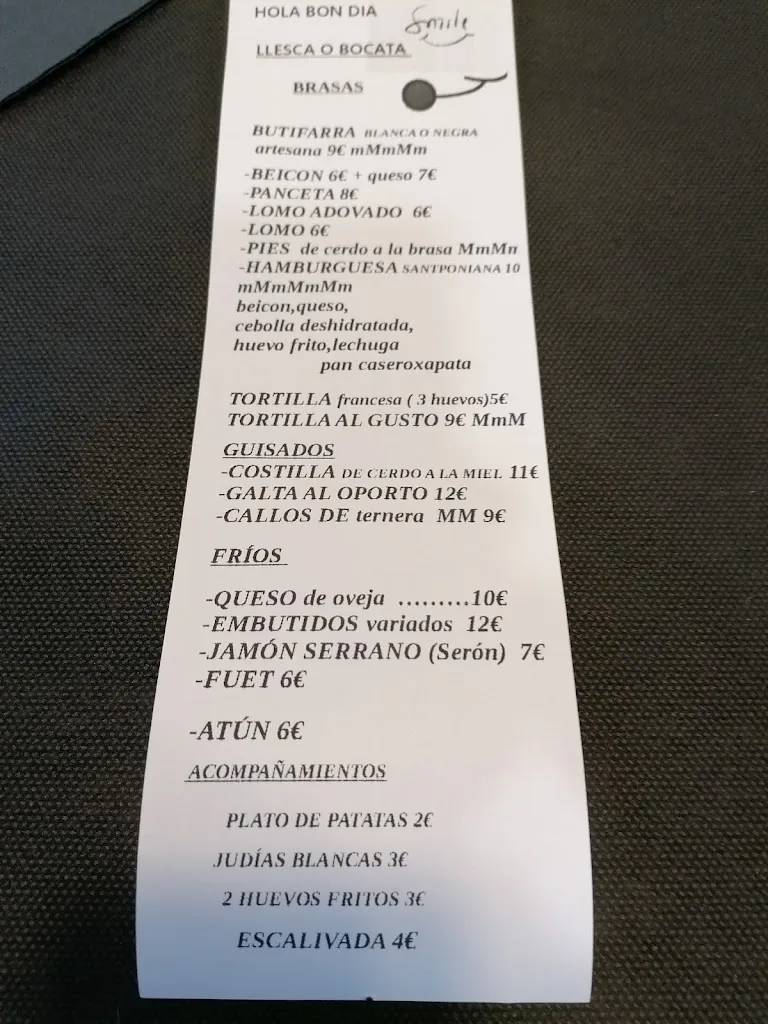 HOLA BON DIA
Smile
LLESCA O BOCATA
BRASAS
BUTIFARRA BLANCA O NEGRA
artesana 9€ mMmMm
-BEICON 6€ + queso 7€
-PANCETA 8€
-LOMO ADOVADO 6€
-LOMO 6€
-PIES de cerdo a la brasa MmMn
-HAMBURGUESA SANTPONIANA 10
mMmMmMm
beicon,queso,
cebolla deshidratada,
huevo frito,lechuga
pan caseroxapata
TORTILLA francesa ( 3 huevos)5€
TORTILLA AL GUSTO 9€ MmM
GUISADOS
-COSTILLA DE CERDO A LA MIEL 11€
-GALTA AL OPORTO 12€
-CALLOS DE ternera MM 9€
FRÍOS
-QUESO de oveja .........10€
-EMBUTIDOS variados 12€
-JAMÓN SERRANO (Serón) 7€
-FUET 6€
-ATÚN 6€
ACOMPAÑAMIENTOS
PLATO DE PATATAS 2€
JUDÍAS BLANCAS 3€
2 HUEVOS FRITOS 3€
ESCALIVADA 4€